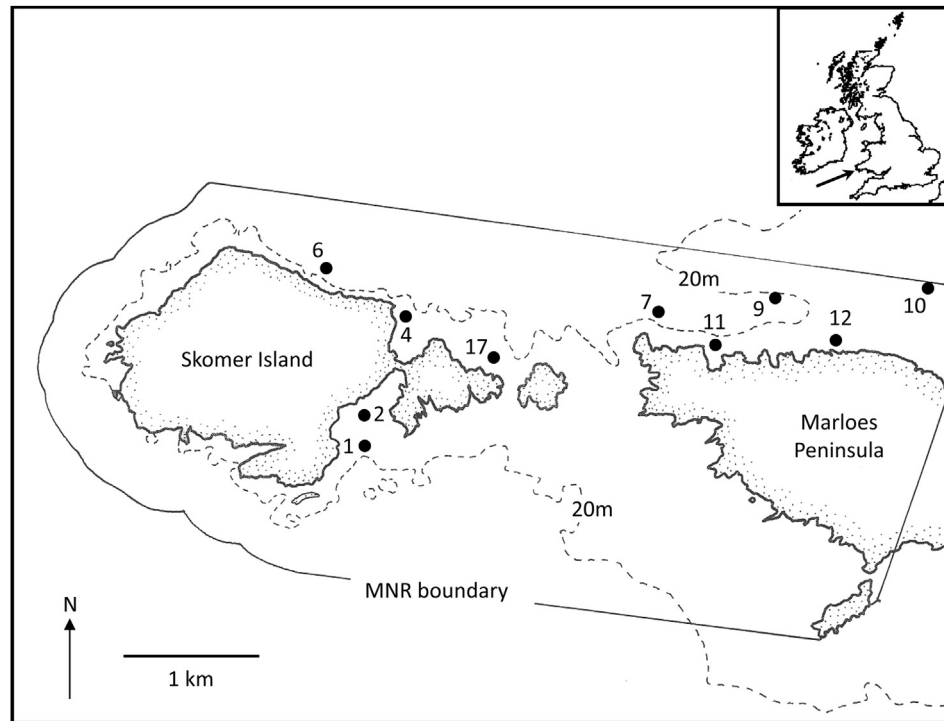 6
20m
10
7
9
4
11
12
17
Skomer Island
2
Marloes
Peninsula
1
20m
MNR boundary
N
1 km